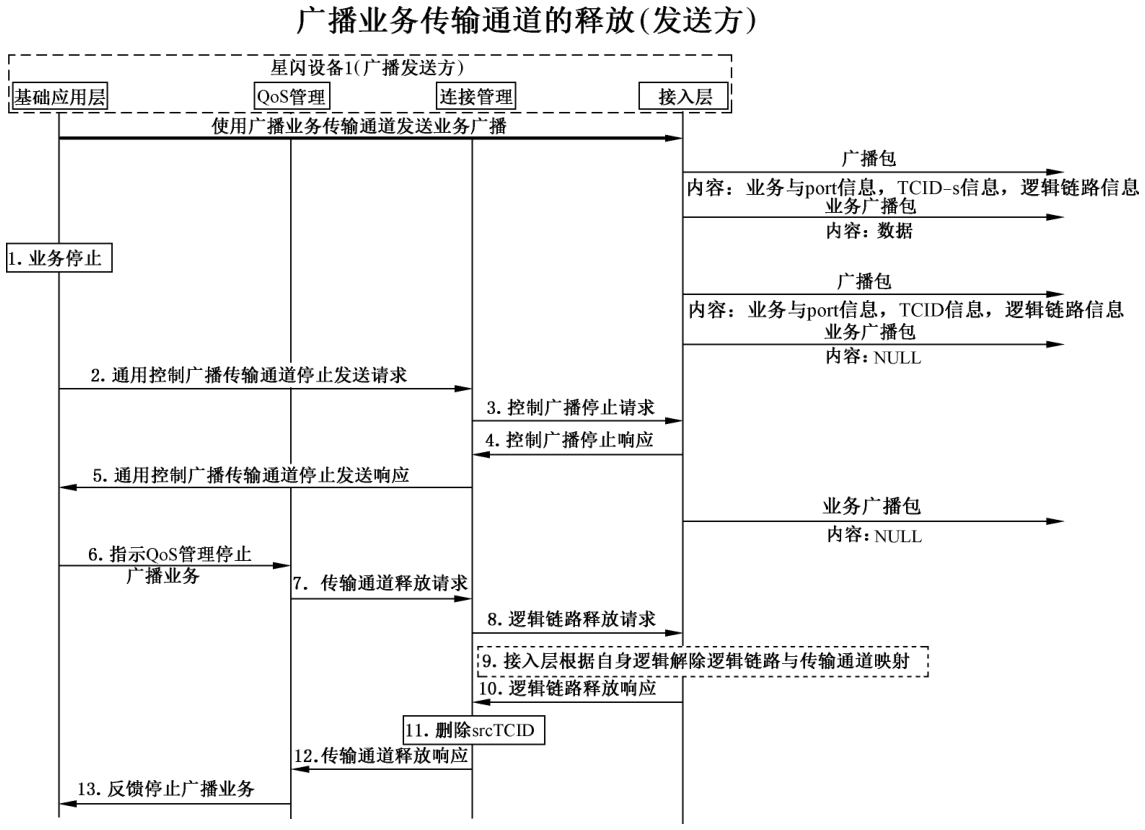 广播业务传输通道的释放(发送方)
星闪设备1(广播发送方)
基础应用层
QoS管理
连接管理
接入层
使用广播业务传输通道发送业务广播
广播包
内容：业务与port信息，TCID-s信息，逻辑链路信息
业务广播包
内容：数据
1.业务停止
广播包
内容：业务与port信息，TCID信息，逻辑链路信息
业务广播包
内容：NULL
2.通用控制广播传输通道停止发送请求
3.控制广播停止请求
4.控制广播停止响应
5.通用控制广播传输通道停止发送响应
业务广播包
内容：NULL
6.指示QoS管理停止
广播业务
7. 传输通道释放请求
8.逻辑链路释放请求
9.接入层根据自身逻辑解除逻辑链路与传输通道映射
10.逻辑链路释放响应
11.删除srcTCID
12.传输通道释放响应
13.反馈停止广播业务